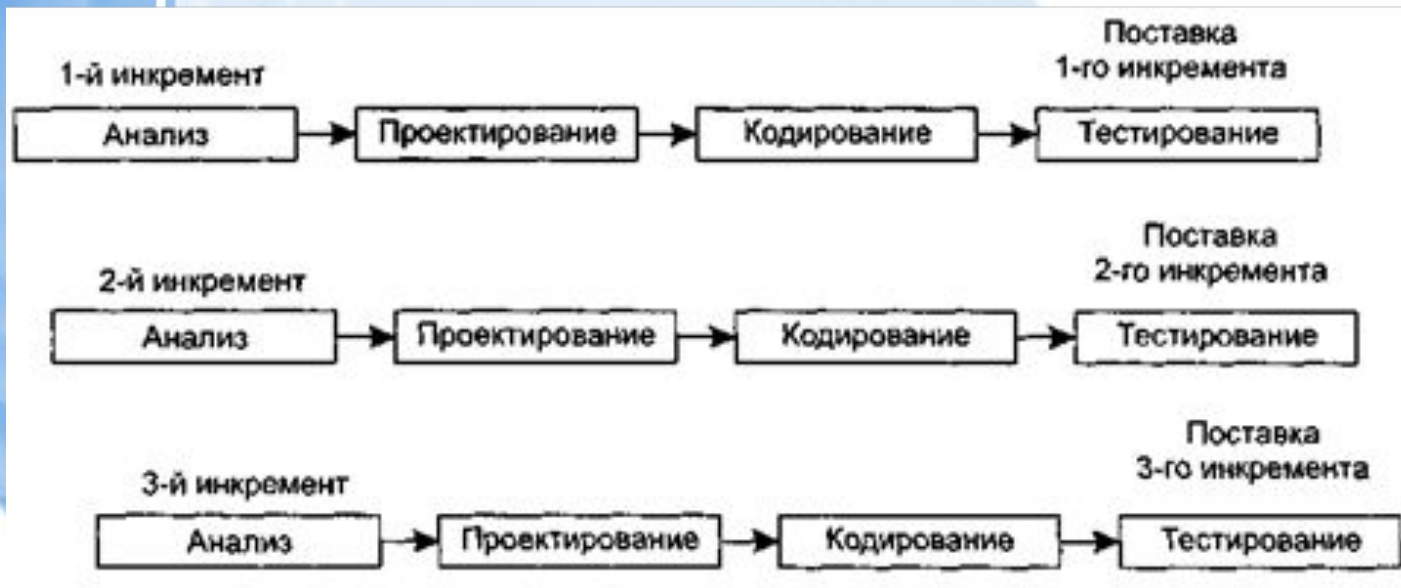 1-й инкремент
Поставка
1-го инкремента
Анализ
Проектирование
Кодирование
Тестирование
2-й инкремент
Поставка
2-го инкремента
Анализ
Проектирование
Кодирование
Тестирование
3-й инкремент
Поставка
3-го инкремента
Анализ
Проектирование
Кодирование
Тестирование